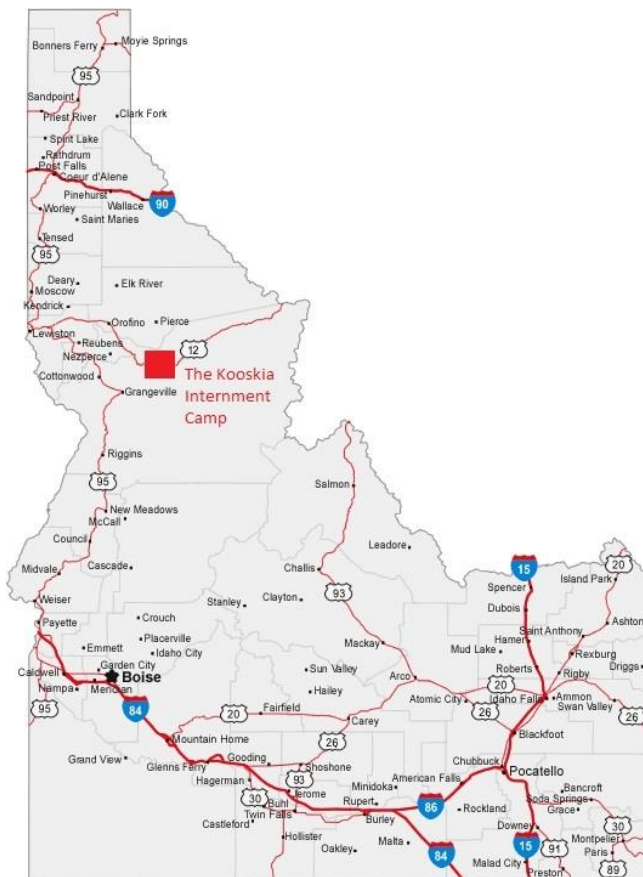 Moyie Springs
Bonners Ferry
95
Sandpoint
Priest River
Clark Fork
Spirit Lake
Rathdrum
Post Falls
Coeur d'Alene
Pinehurst
Wallace
90
Worley
Saint Maries
Tensed
95
Deary
Elk River
Moscow
Kendrick
Orofino
Pierce
Lewiston
Reubens
12
Nezperce
The Kooskia
Internment
Camp
Cottonwood
Grangeville
Riggins
95
Salmon
New Meadows
McCall
Council
Leadore
Midvale
Cascade
Challis
15
20
Spencer
Island Park
93
Weiser
Stanley
Clayton
Dubois
Payette
Crouch
Ashton
Placerville
Mackay
Hamer
Saint Anthony
Emmett
Idaho City
Mud Lake
Rexburg
Garden City
Sun Valley
Roberts
Rigby
Driggs
Caldwell
Boise
Arco
20
Idaho Falls
Ammon
Nampa
Meridian
Hailey
Atomic City
26
26
Swan Valley
95
84
20
Fairfield
Carey
Blackfoot
Mountain Home
26
Grand View
Glenns Ferry
Gooding
Shoshone
Chubbuck
Pocatello
Hagerman
93
Minidoka
American Falls
Bancroft
30
Jerome
Rupert
86
Rockland
Soda Springs
Buhl
Grace
Twin Falls
Burley
30
Castleford
Downey
Montpelier
Hollister
Malta
15
91
Paris
Oakley
84
Malad City
Preston
89